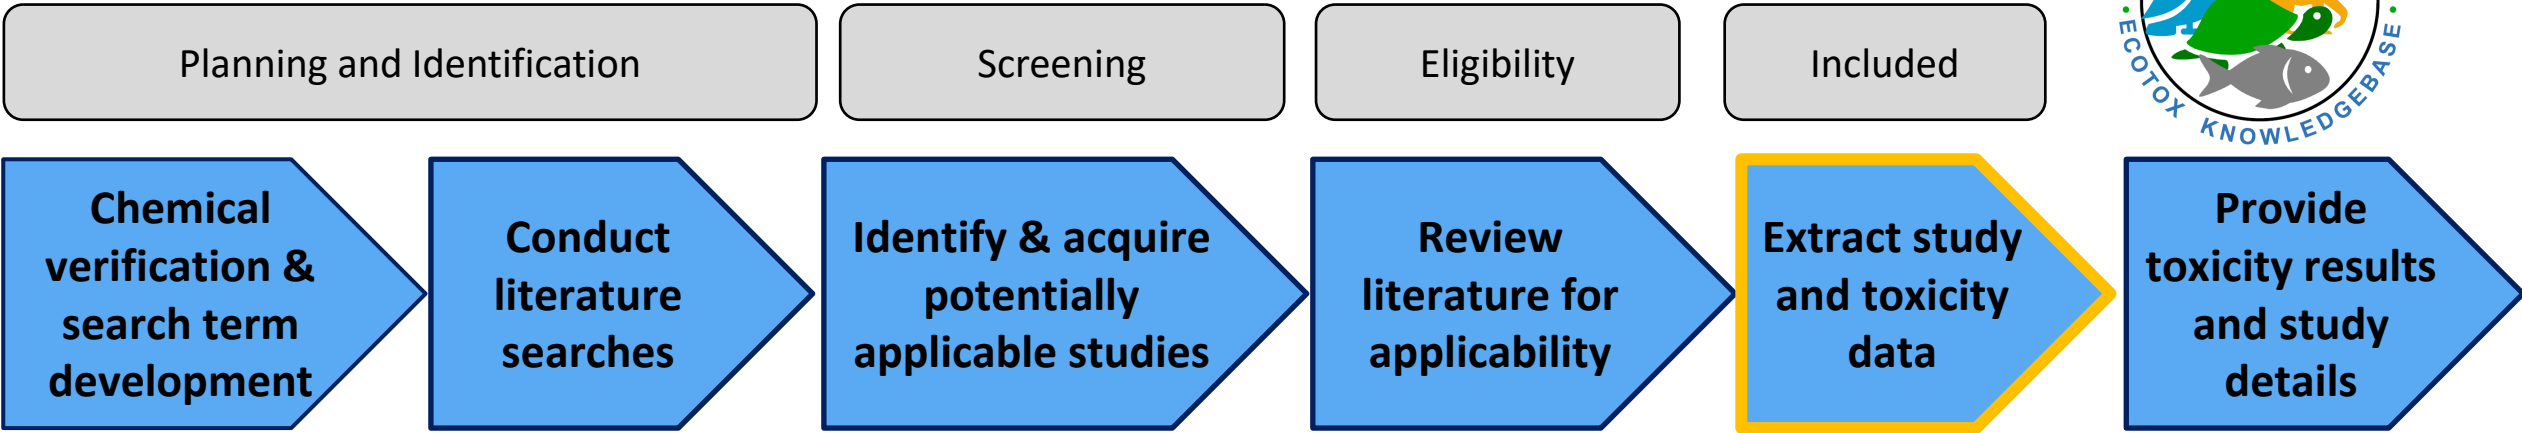 Planning and Identification
Screening
Eligibility
Included
ECOTOX KNOWLEDGEBASE
Chemical
verification &
search term
development
Conduct
literature
searches
Identify & acquire
potentially
applicable studies
Review
literature for
applicability
Extract study
and toxicity
data
Provide
toxicity results
and study
details